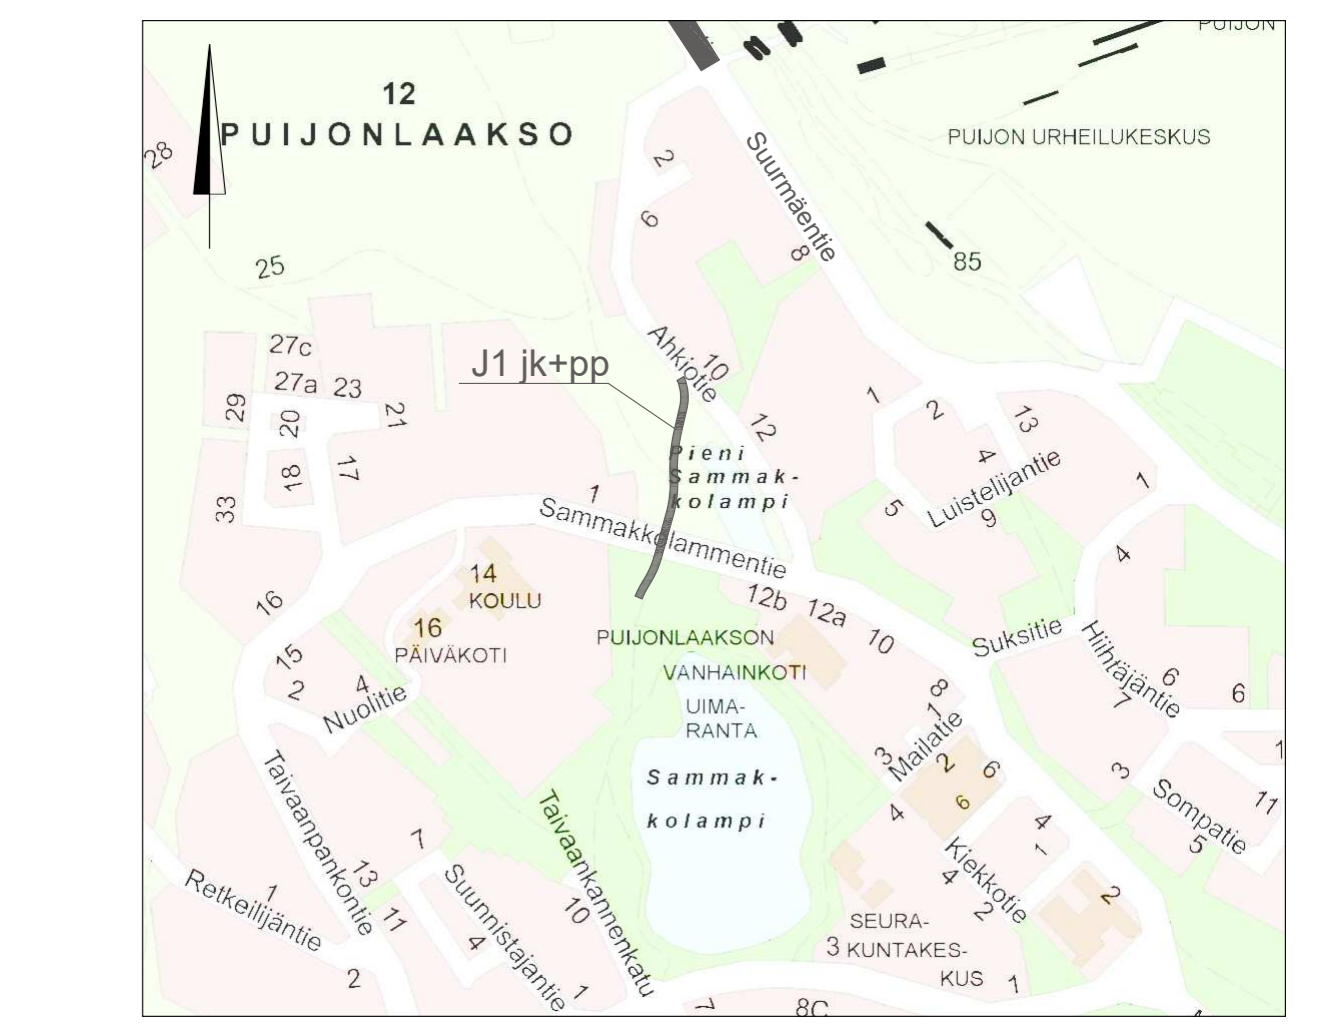 PUIJON
12
PUIJONLAAKSO
PUIJON URHEILUKESKUS
28
2
Suurmäentie
6
8
25
85
Ahkiotie
10
27c
J1 jk+pp
27a
23
29
20
21
1
2
13
12
Pieni
Sammak-
kolampi
18
17
4
Luistelijantie
1
33
1
Sammakkolammentie
5
9
4
14
KOULU
16
12b
12a
16
PÄIVÄKOTI
PUIJONLAAKSON
VANHAINKOTI
10
Suksitie
Hiihtäjäntie
15
2
4
Nuolitie
UIMA-
RANTA
8
1
Mailatie
3
2
6
7
6
6
1
Sammak-
kolampi
6
4
3
Sompatie
11
5
Taivaanpankontie
Taivaankannenkatu
7
4
1
Kiekkotie
4
2
2
13
1
Retkeilijäntie
11
Suunnistajantie
4
10
SEURA-
3 KUNTAKES-
KUS
1
2
1
7
8C